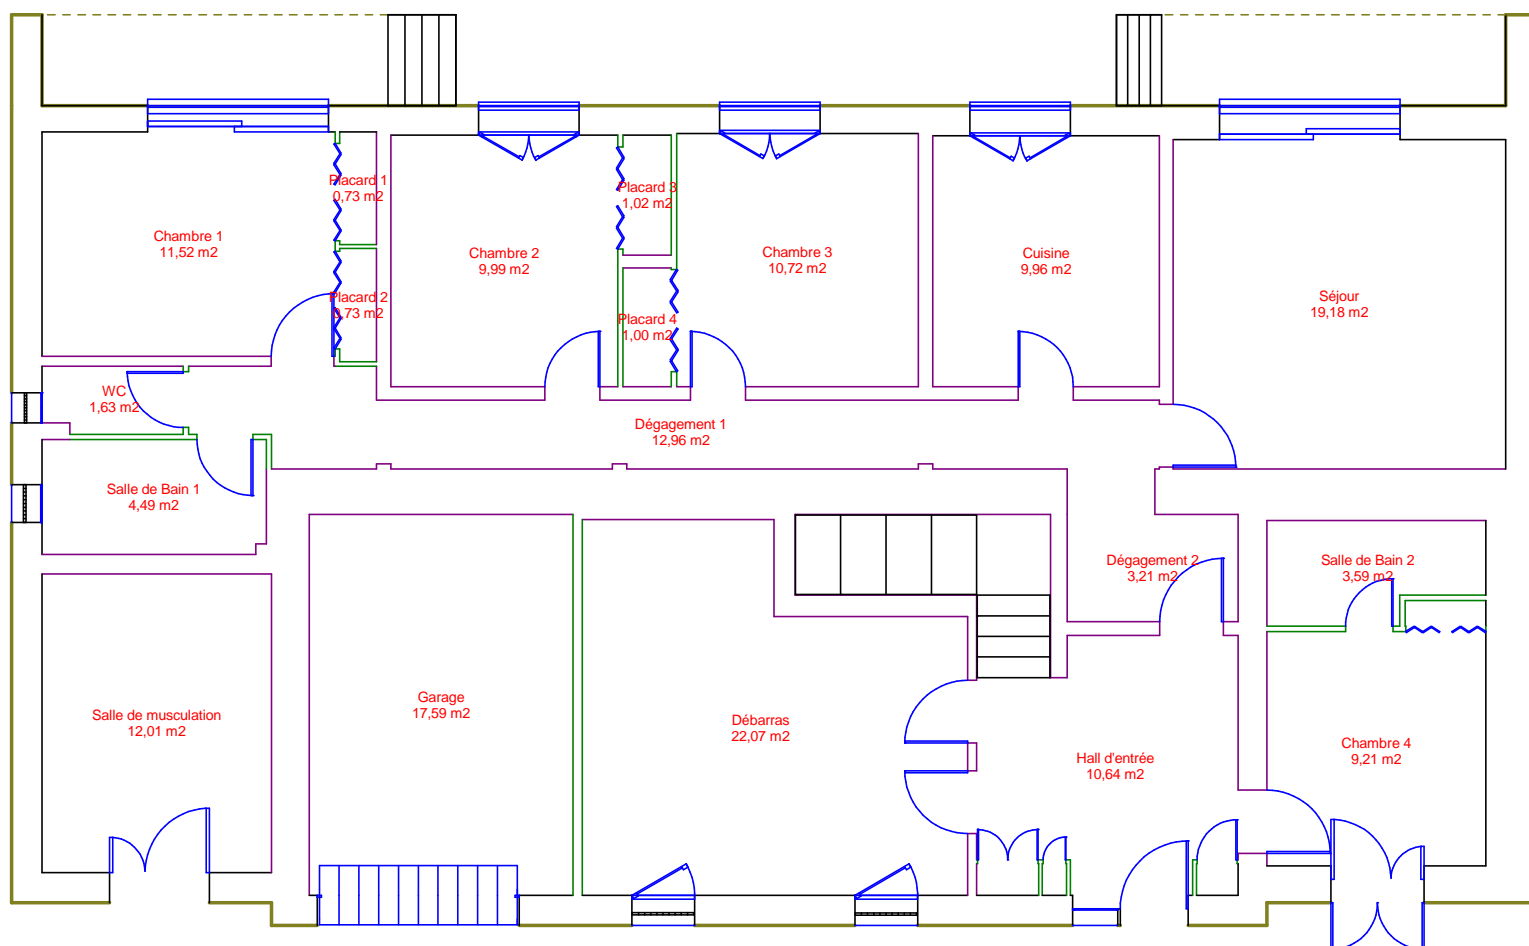 Placard 1
0,73 m2
Placard 3
1,02 m2
Chambre 1
11,52 m2
Chambre 2
9,99 m2
Chambre 3
10,72 m2
Cuisine
9,96 m2
Séjour
19,18 m2
Placard 2
0,73 m2
Placard 4
1,00 m2
WC
1,63 m2
Dégagement 1
12,96 m2
Salle de Bain 1
4,49 m2
Dégagement 2
3,21 m2
Salle de Bain 2
3,59 m2
Salle de musculation
12,01 m2
Garage
17,59 m2
Débarras
22,07 m2
Hall d'entrée
10,64 m2
Chambre 4
9,21 m2